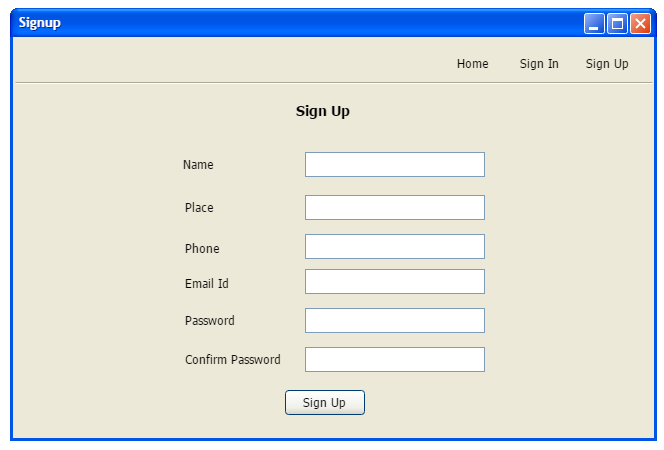 Signup
Home Sign In Sign Up
Sign Up
Name
Place
Phone
Email Id
Password
Confirm Password
Sign Up